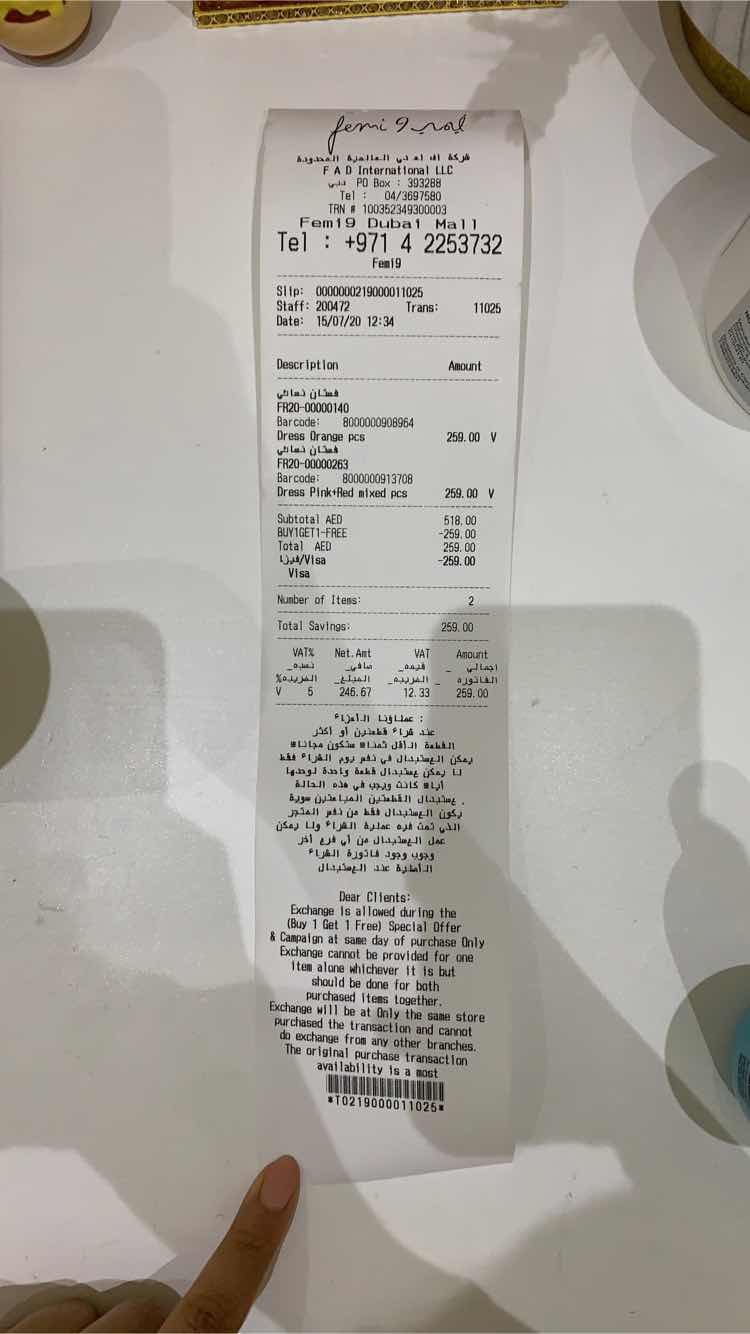 femi 9 فيمي
شركة اف اه دي العالمية المحدودة
F A D International LLC
دبي PO Box : 393288
Tel : 04/3697580
TRN # 100352349300003
Femi9 Dubai Mall
Tel : +971 4 2253732
Femi9
Slip: 0000000219000011025
Staff: 200472 Trans: 11025
Date: 15/07/20 12:34
Description Amount
فستان نسائي
FR20-00000140
Barcode: 8000000908964
Dress Orange pcs 259.00 V
فستان نسائي
FR20-00000263
Barcode: 8000000913708
Dress Pink+Red mixed pcs 259.00 V
Subtotal AED 518.00
BUY1GET1-FREE -259.00
Total AED 259.00
فيزا/Visa -259.00
Visa
Number of Items: 2
Total Savings: 259.00
VAT% Net.Amt VAT Amount
نسبه_ صافي_ قيمه_ اجمالي_
الضريبه% المبلغ_ الضريبه_ الفاتوره_
V 5 246.67 12.33 259.00
عملاؤنا الأعزاء :
عند شراء قطعتين أو أكثر
القطعة الأقل ثمناً ستكون مجاناً
يمكن الإستبدال في نفس يوم الشراء فقط
لا يمكن إستبدال قطعة واحدة لوحدها
أياً كانت ويجب في هذه الحالة
إستبدال القطعتين المباعتين سوية .
يكون الإستبدال فقط من نفس المتجر
الذي تمت فيه عملية الشراء ولا يمكن
عمل الإستبدال من أي فرع آخر
وجوب وجود فاتورة الشراء
الأصلية عند الإستبدال
Dear Clients:
Exchange is allowed during the
(Buy 1 Get 1 Free) Special Offer
& Campaign at same day of purchase Only
Exchange cannot be provided for one
item alone whichever it is but
should be done for both
purchased items together.
Exchange will be at Only the same store
purchased the transaction and cannot
do exchange from any other branches.
The original purchase transaction
availability is a most
*T0219000011025*